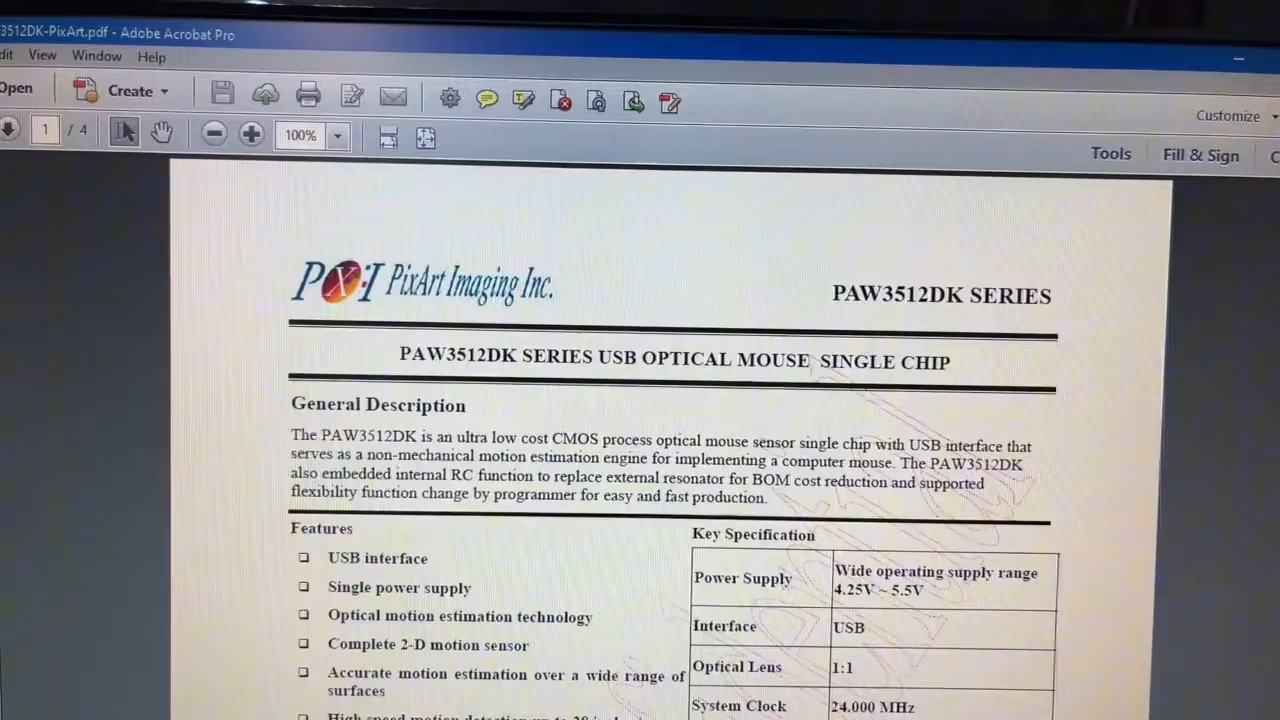 3512DK-PixArt.pdf - Adobe Acrobat Pro
dit View Window Help
Open Create
Customize
1 / 4 100%
Tools Fill & Sign C
PXI PixArt Imaging Inc.
PAW3512DK SERIES
PAW3512DK SERIES USB OPTICAL MOUSE SINGLE CHIP
General Description
The PAW3512DK is an ultra low cost CMOS process optical mouse sensor single chip with USB interface that
serves as a non-mechanical motion estimation engine for implementing a computer mouse. The PAW3512DK
also embedded internal RC function to replace external resonator for BOM cost reduction and supported
flexibility function change by programmer for easy and fast production.
Features
❑ USB interface
❑ Single power supply
❑ Optical motion estimation technology
❑ Complete 2-D motion sensor
❑ Accurate motion estimation over a wide range of
surfaces
❑ High speed motion detection up to
Key Specification
Power Supply Wide operating supply range
4.25V ~ 5.5V
Interface USB
Optical Lens 1:1
System Clock 24.000 MHz